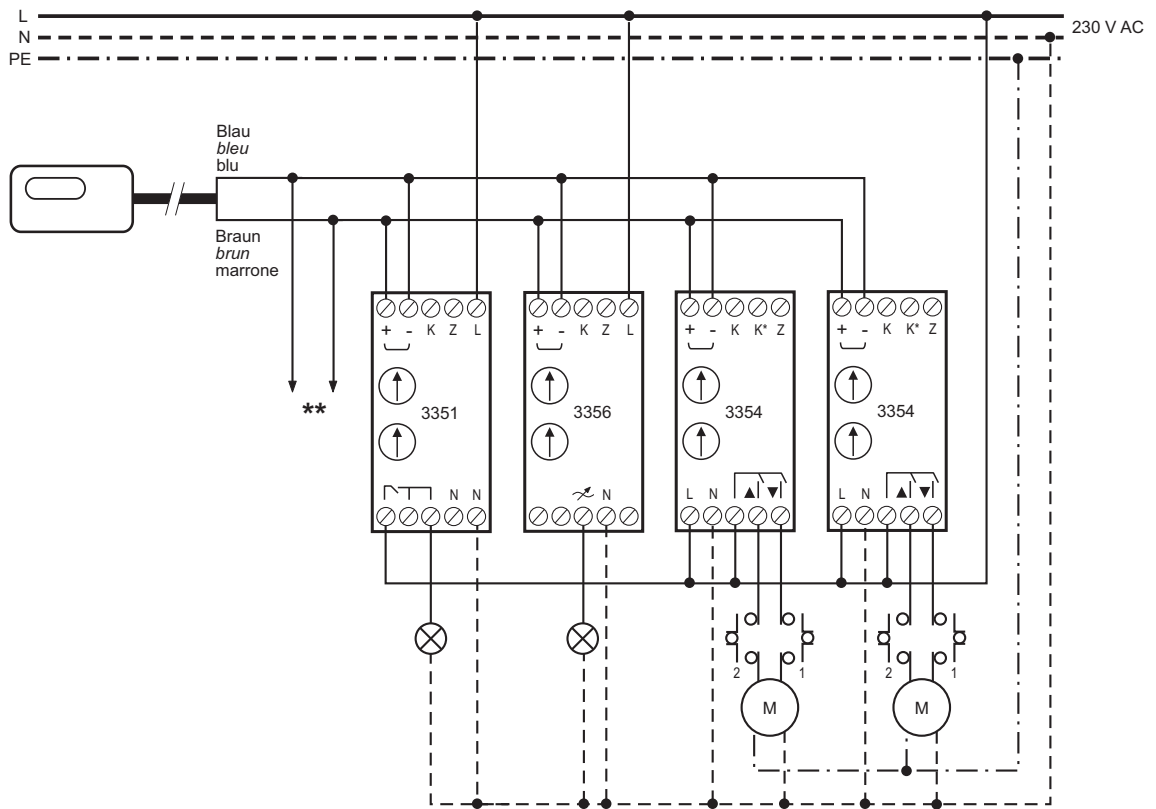 L
230 V AC
N
PE
Blau
bleu
blu
Braun
brun
marrone
**
+ - K Z L
3351
N N
+ - K Z L
3356
N
+ - K K* Z
3354
L N
+ - K K* Z
3354
L N
2 1
M
2 1
M